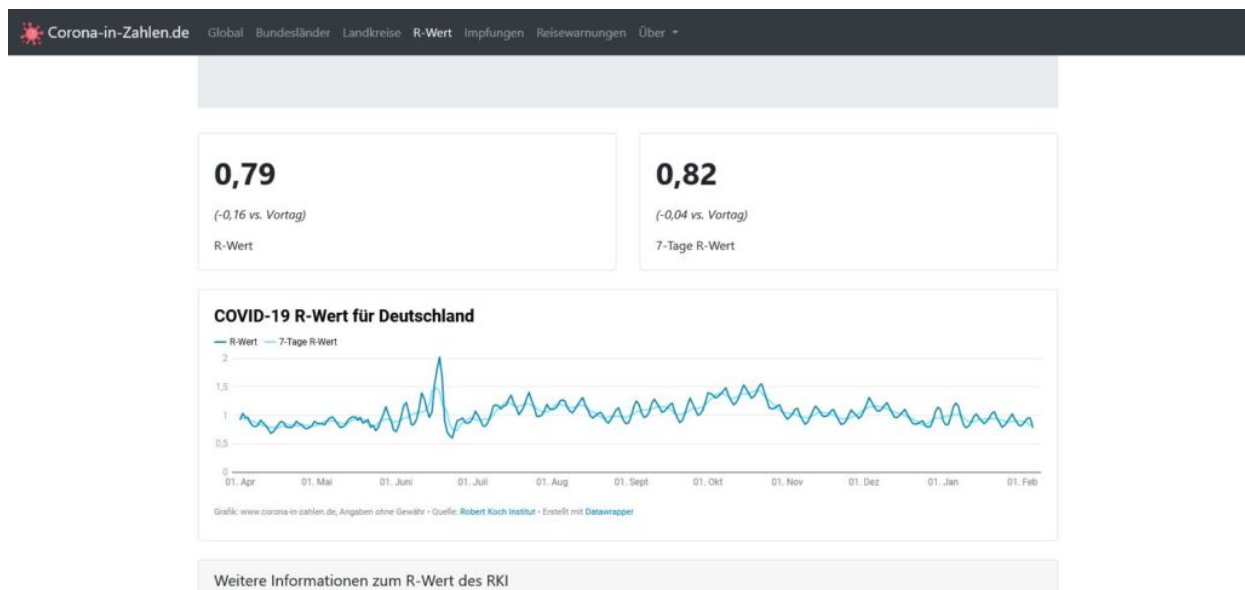 Corona-in-Zahlen.de Global Bundesländer Landkreise R-Wert Impfungen Reisewarnungen Über
0,79
(-0,16 vs. Vortag)
R-Wert
0,82
(-0,04 vs. Vortag)
7-Tage R-Wert
COVID-19 R-Wert für Deutschland
R-Wert 7-Tage R-Wert
2
1,5
1
0,5
0
01. Apr 01. Mai 01. Juni 01. Juli 01. Aug 01. Sept 01. Okt 01. Nov 01. Dez 01. Jan 01. Feb
Grafik: www.corona-in-zahlen.de, Angaben ohne Gewähr • Quelle: Robert Koch Institut • Erstellt mit Datawrapper
Weitere Informationen zum R-Wert des RKI